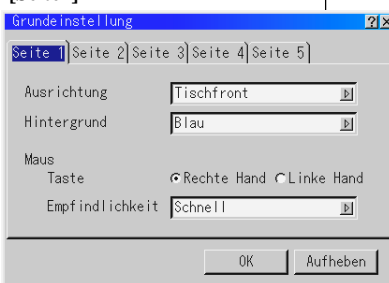 Grundeinstellung
Seite 1 Seite 2 Seite 3 Seite 4 Seite 5
Ausrichtung Tischfront
Hintergrund Blau
Maus
Taste Rechte Hand Linke Hand
Empfindlichkeit Schnell
OK Aufheben